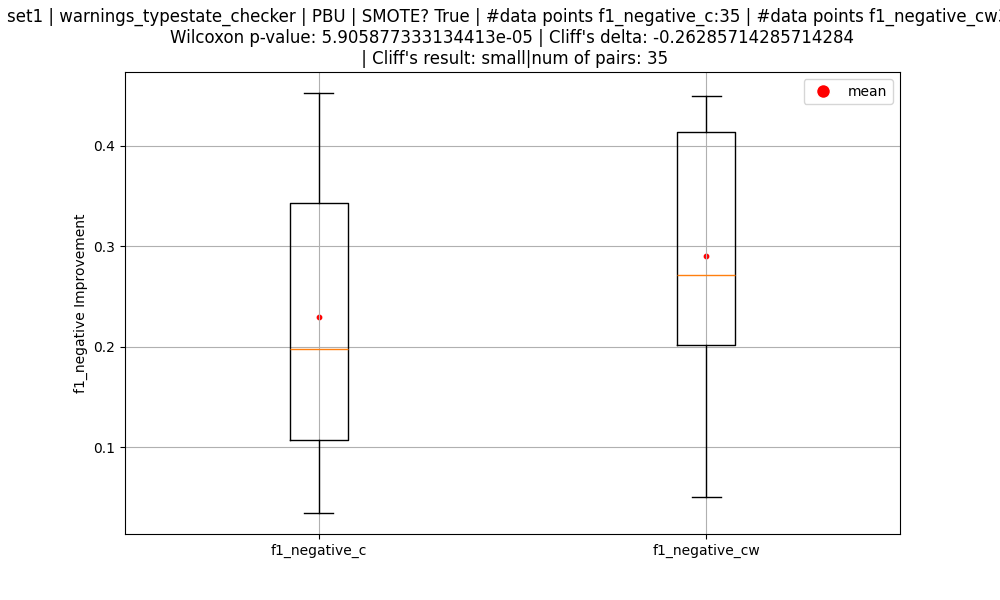 set1 | warnings_typestate_checker | PBU | SMOTE? True | #data points f1_negative_c:35 | #data points f1_negative_cw
Wilcoxon p-value: 5.905877333134413e-05 | Cliff's delta: -0.26285714285714284
| Cliff's result: small|num of pairs: 35
mean
0.4
0.3
0.2
0.1
f1_negative Improvement
f1_negative_c
f1_negative_cw